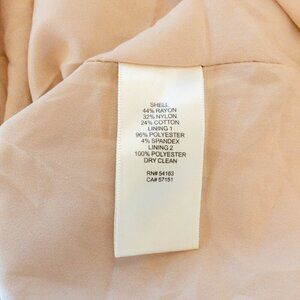 SHELL
44% RAYON
32% NYLON
24% COTTON
LINING 1
96% POLYESTER
4% SPANDEX
LINING 2
100% POLYESTER
DRY CLEAN
RN# 54163
CA# 57151